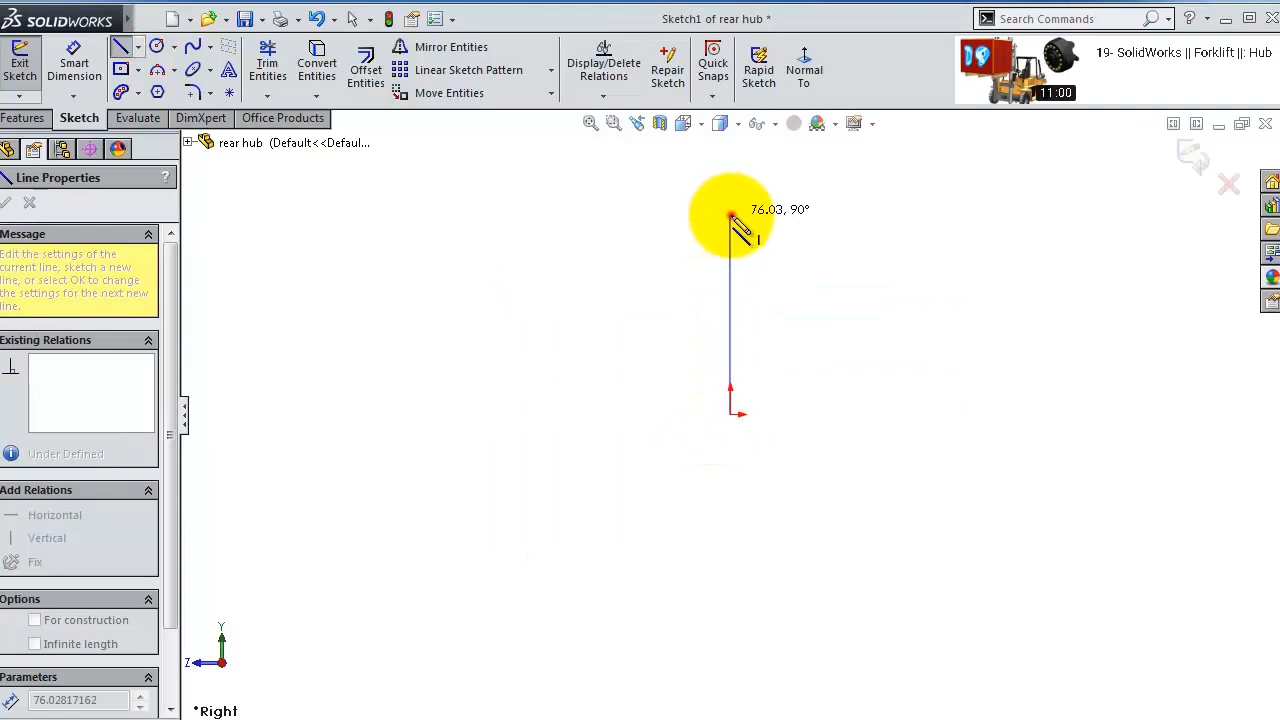 SOLIDWORKS
Sketch1 of rear hub *
Search Commands
Exit Sketch
Smart Dimension
Trim Entities
Convert Entities
Offset Entities
Mirror Entities
Linear Sketch Pattern
Move Entities
Display/Delete Relations
Repair Sketch
Quick Snaps
Rapid Sketch
Normal To
19- SolidWorks || Forklift ||: Hub
11:00
Features
Sketch
Evaluate
DimXpert
Office Products
rear hub (Default<<Defaul...
Line Properties
?
Message
Edit the settings of the
current line, sketch a new
line, or select OK to change
the settings for the next new
line.
Existing Relations
Under Defined
Add Relations
Horizontal
Vertical
Fix
Options
For construction
Infinite length
Parameters
76.02817162
76.03, 90°
Y
Z
*Right